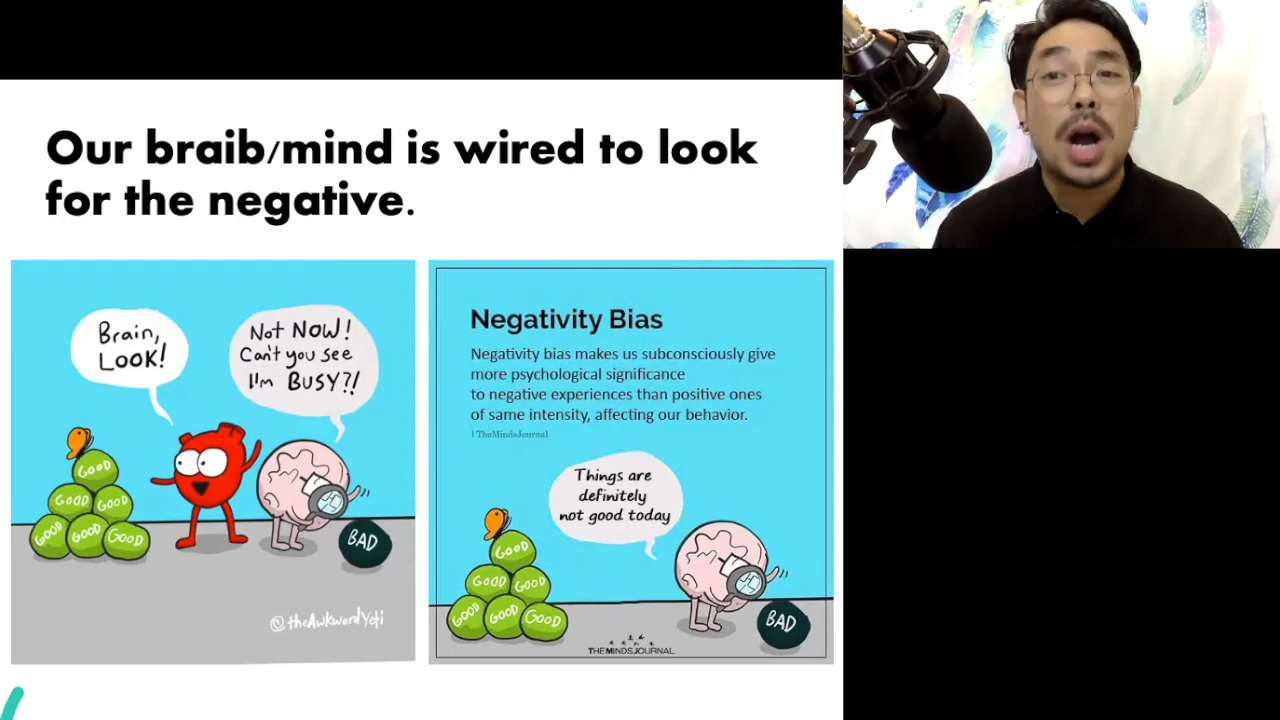 Our braib/mind is wired to look
for the negative.
Brain,
LOOK!
Not NOW!
Can't you see
I'm BUSY?!
GOOD
GOOD GOOD
GOOD GOOD GOOD
BAD
@theAwkwardYeti
Negativity Bias
Negativity bias makes us subconsciously give
more psychological significance
to negative experiences than positive ones
of same intensity, affecting our behavior.
| TheMindsJournal
Things are
definitely
not good today
GOOD
GOOD GOOD
GOOD GOOD GOOD
BAD
THEMINDSJOURNAL